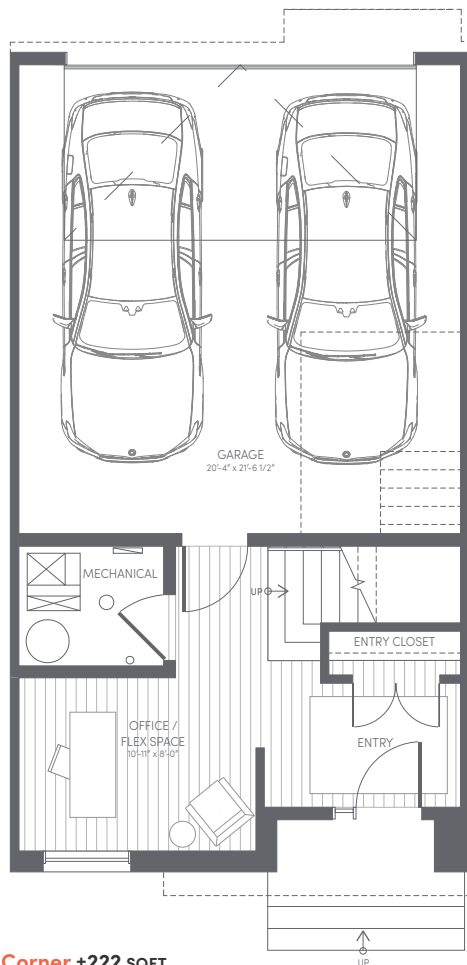 GARAGE
20'-4" x 21'-6 1/2"
MECHANICAL
UP
ENTRY CLOSET
OFFICE /
FLEX SPACE
10'-11" x 8'-0"
ENTRY
UP
Corner +222 SQFT